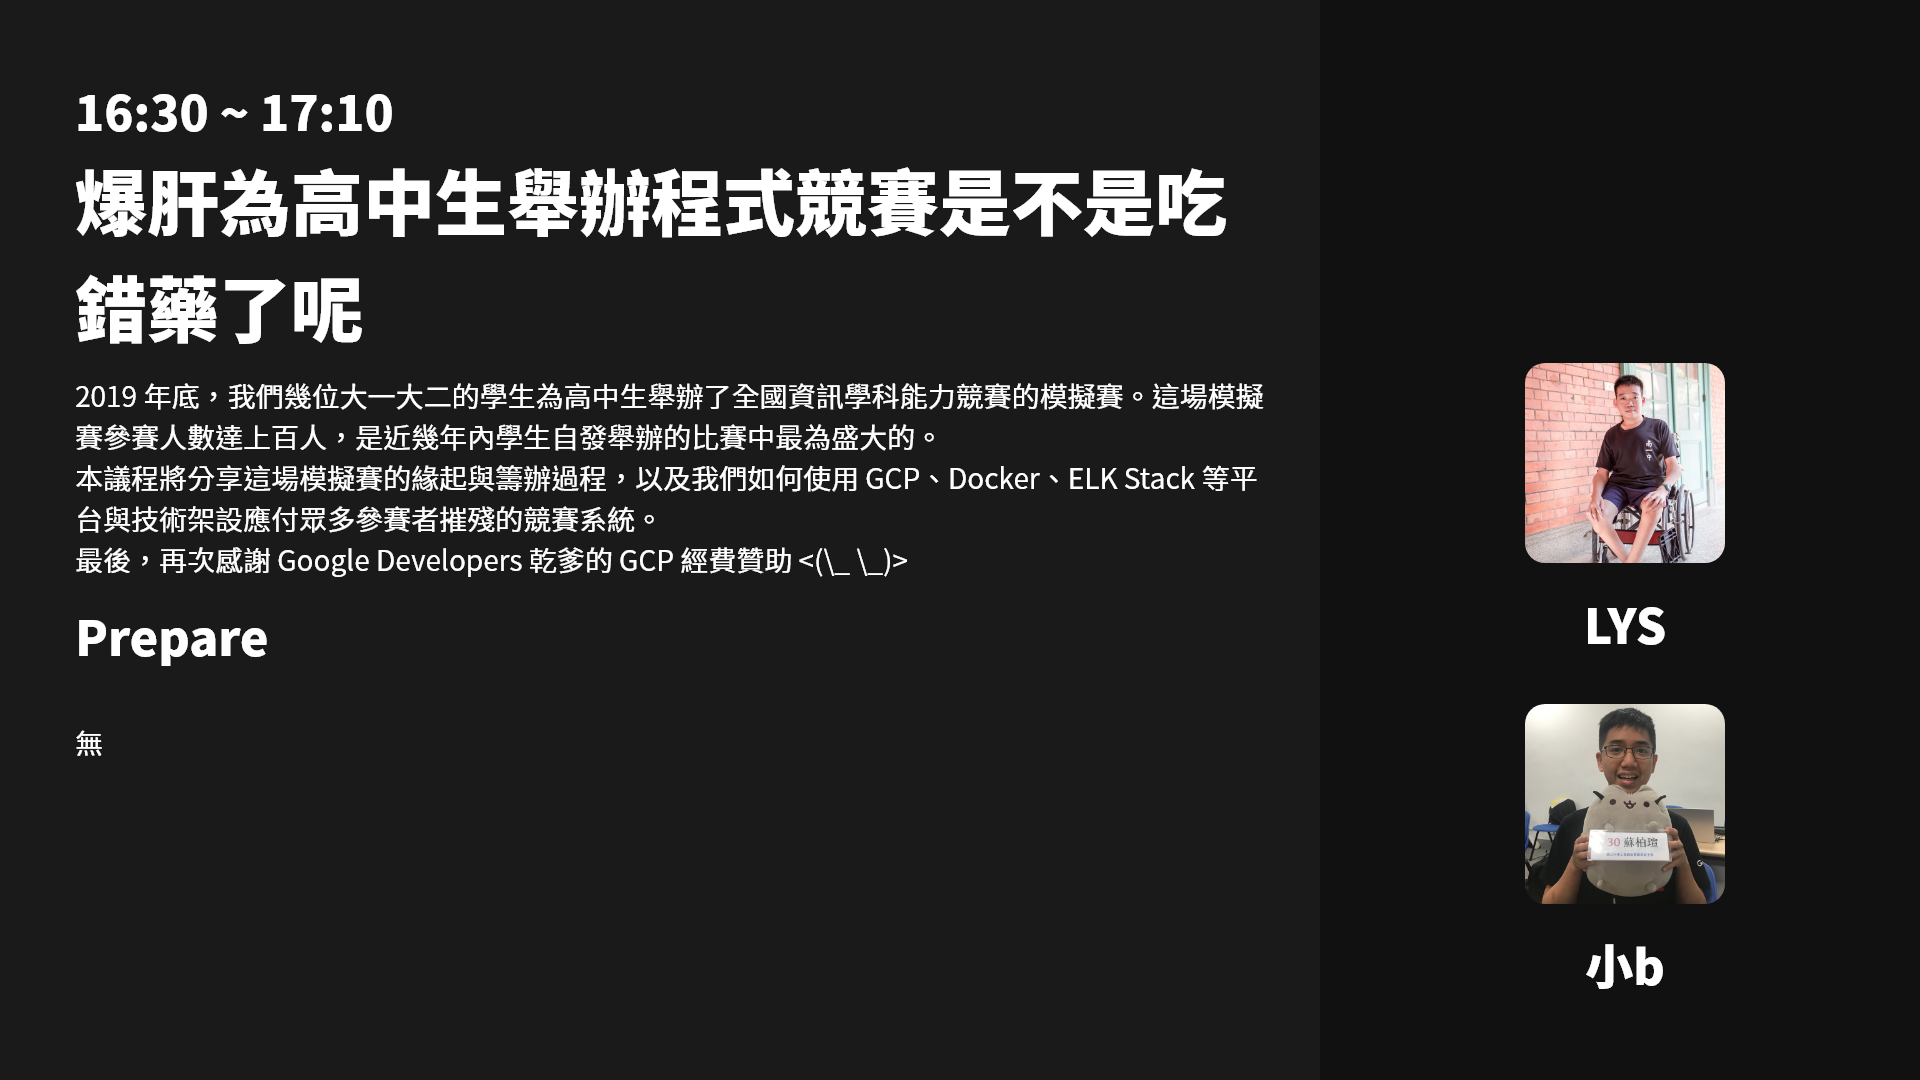 16:30 ~ 17:10
爆肝為高中生舉辦程式競賽是不是吃
錯藥了呢
2019 年底，我們幾位大一大二的學生為高中生舉辦了全國資訊學科能力競賽的模擬賽。這場模擬
賽參賽人數達上百人，是近幾年內學生自發舉辦的比賽中最為盛大的。
本議程將分享這場模擬賽的緣起與籌辦過程，以及我們如何使用 GCP、Docker、ELK Stack 等平
台與技術架設應付眾多參賽者摧殘的競賽系統。
最後，再次感謝 Google Developers 乾爹的 GCP 經費贊助 <(\_ \_)>
Prepare
無
南一中
LYS
30 蘇柏瑄
小b